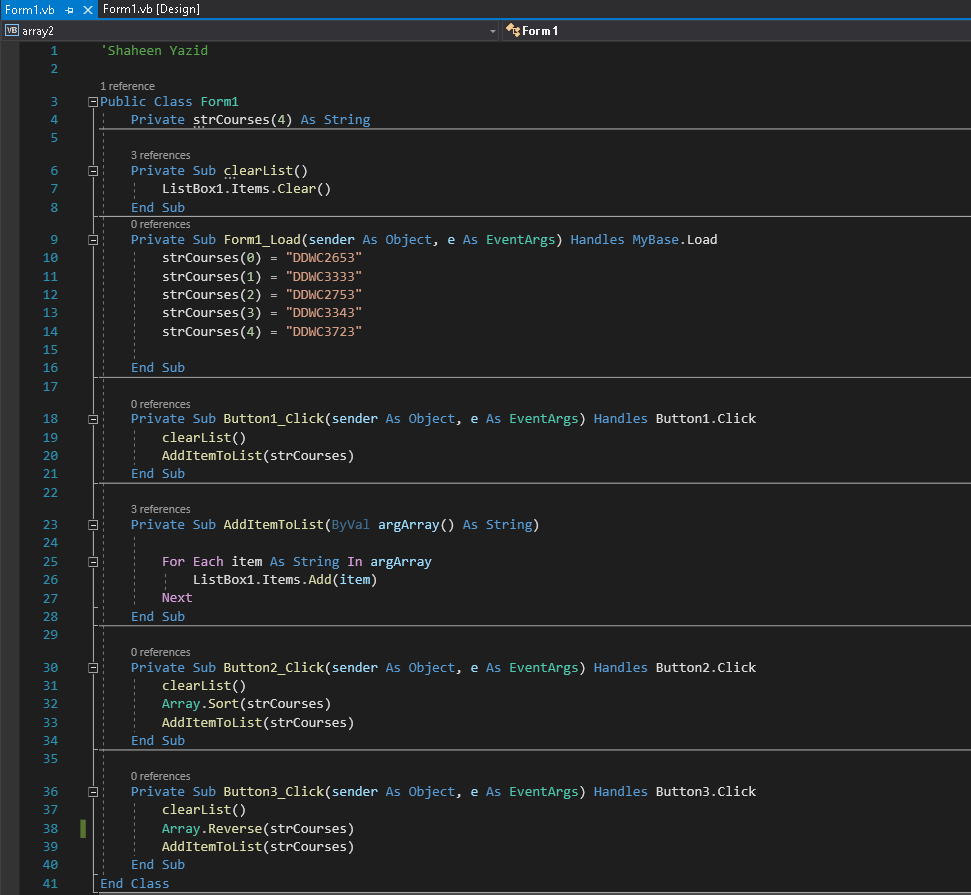 Form1.vb Form1.vb [Design]
VB array2 Form1
1 'Shaheen Yazid
2
1 reference
3 Public Class Form1
4 Private strCourses(4) As String
5
3 references
6 Private Sub clearList()
7 ListBox1.Items.Clear()
8 End Sub
0 references
9 Private Sub Form1_Load(sender As Object, e As EventArgs) Handles MyBase.Load
10 strCourses(0) = "DDWC2653"
11 strCourses(1) = "DDWC3333"
12 strCourses(2) = "DDWC2753"
13 strCourses(3) = "DDWC3343"
14 strCourses(4) = "DDWC3723"
15
16 End Sub
17
0 references
18 Private Sub Button1_Click(sender As Object, e As EventArgs) Handles Button1.Click
19 clearList()
20 AddItemToList(strCourses)
21 End Sub
22
3 references
23 Private Sub AddItemToList(ByVal argArray() As String)
24
25 For Each item As String In argArray
26 ListBox1.Items.Add(item)
27 Next
28 End Sub
29
0 references
30 Private Sub Button2_Click(sender As Object, e As EventArgs) Handles Button2.Click
31 clearList()
32 Array.Sort(strCourses)
33 AddItemToList(strCourses)
34 End Sub
35
0 references
36 Private Sub Button3_Click(sender As Object, e As EventArgs) Handles Button3.Click
37 clearList()
38 Array.Reverse(strCourses)
39 AddItemToList(strCourses)
40 End Sub
41 End Class